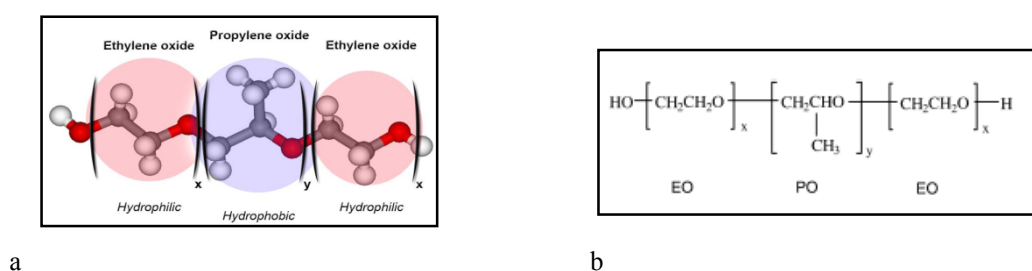 Ethylene oxide Propylene oxide Ethylene oxide
x y x
Hydrophilic Hydrophobic Hydrophilic
a
HO CH₂CH₂O CH₂CHO CH₂CH₂O H
x CH₃ y x
EO PO EO
b